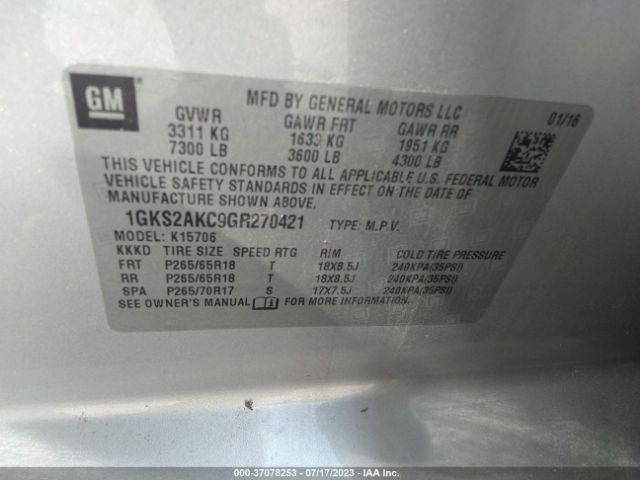 GM
MFD BY GENERAL MOTORS LLC 01/16
GVWR GAWR FRT GAWR RR
3311 KG 1633 KG 1951 KG
7300 LB 3600 LB 4300 LB
THIS VEHICLE CONFORMS TO ALL APPLICABLE U.S. FEDERAL MOTOR
VEHICLE SAFETY STANDARDS IN EFFECT ON THE DATE OF
MANUFACTURE SHOWN ABOVE.
1GKS2AKC9GR270421 TYPE: M.P.V.
MODEL: K15706
KKKD TIRE SIZE SPEED RTG RIM COLD TIRE PRESSURE
FRT P265/65R18 T 18X8.5J 240KPA(35PSI)
RR P265/65R18 T 18X8.5J 240KPA(35PSI)
SPA P265/70R17 S 17X7.5J 240KPA(35PSI)
SEE OWNER'S MANUAL FOR MORE INFORMATION.
000-37078253 - 07/17/2023 - IAA Inc.